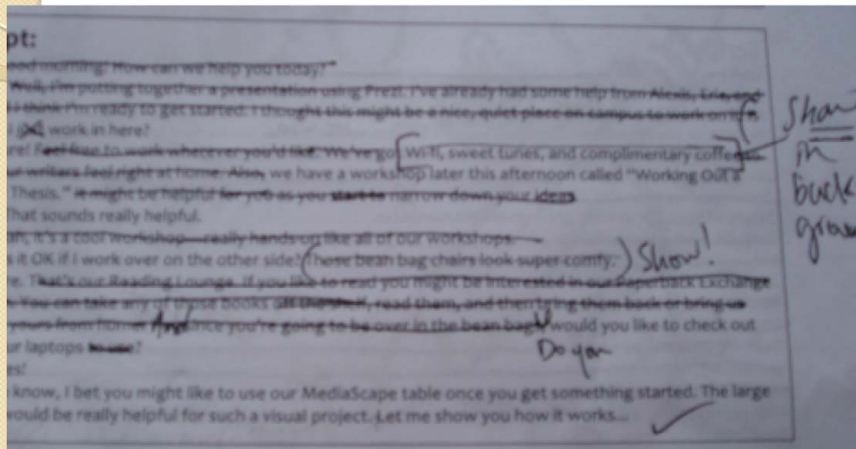 pt:
ood morning! How can we help you today?
Well, I'm putting together a presentation using Prezi. I've already had some help from Alexis, Eric, and
I think I'm ready to get started. I thought this might be a nice, quiet place on campus to work on
work in here?
re! Feel free to work wherever you'd like. We've got Wi-fi, sweet tunes, and complimentary coffee to
ur writers feel right at home. Also, we have a workshop later this afternoon called "Working Out a
Thesis." It might be helpful for you as you start to narrow down your ideas
That sounds really helpful.
ah, it's a cool workshop—really hands-on like all of our workshops.
s it OK if I work over on the other side? Those bean bag chairs look super comfy.
Show!
e. That's our Reading Lounge. If you like to read you might be interested in our Paperback Exchange
You can take any of those books off the shelf, read them, and then bring them back or bring us
yours from home! And since you're going to be over in the bean bags would you like to check out
Do you
ur laptops to use?
es!
know, I bet you might like to use our MediaScape table once you get something started. The large
would be really helpful for such a visual project. Let me show you how it works...
Show
in
back